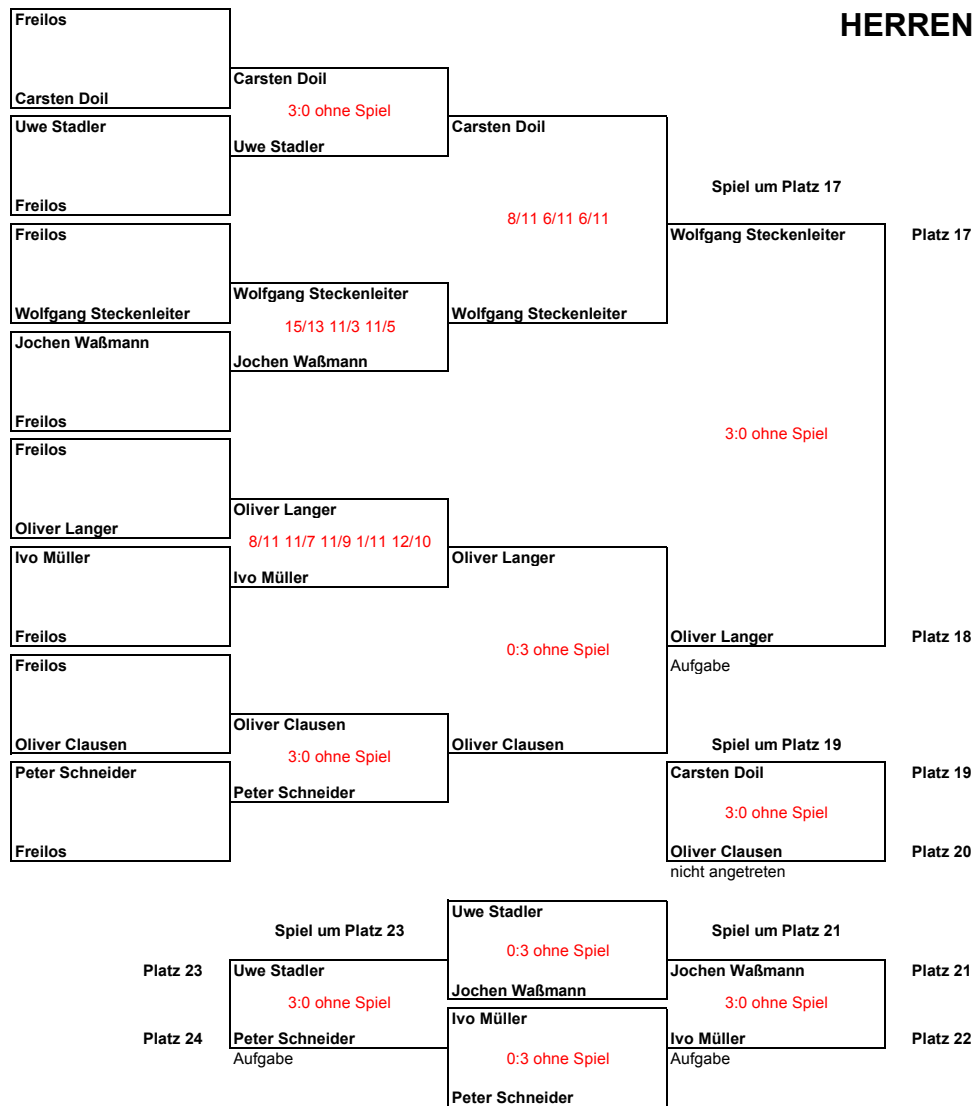 Freilos
HERREN
Carsten Doil
Carsten Doil
3:0 ohne Spiel
Uwe Stadler
Carsten Doil
Uwe Stadler
Spiel um Platz 17
Freilos
8/11 6/11 6/11
Freilos
Wolfgang Steckenleiter
Platz 17
Wolfgang Steckenleiter
Wolfgang Steckenleiter
Wolfgang Steckenleiter
15/13 11/3 11/5
Jochen Waßmann
Jochen Waßmann
Freilos
3:0 ohne Spiel
Freilos
Oliver Langer
Oliver Langer
8/11 11/7 11/9 1/11 12/10
Ivo Müller
Oliver Langer
Ivo Müller
Freilos
Oliver Langer
Platz 18
0:3 ohne Spiel
Freilos
Aufgabe
Oliver Clausen
Oliver Clausen
Oliver Clausen
Spiel um Platz 19
3:0 ohne Spiel
Peter Schneider
Carsten Doil
Platz 19
Peter Schneider
3:0 ohne Spiel
Freilos
Oliver Clausen
Platz 20
nicht angetreten
Uwe Stadler
Spiel um Platz 23
Spiel um Platz 21
0:3 ohne Spiel
Platz 23
Uwe Stadler
Jochen Waßmann
Platz 21
Jochen Waßmann
3:0 ohne Spiel
3:0 ohne Spiel
Ivo Müller
Platz 24
Peter Schneider
Ivo Müller
Platz 22
Aufgabe
0:3 ohne Spiel
Aufgabe
Peter Schneider